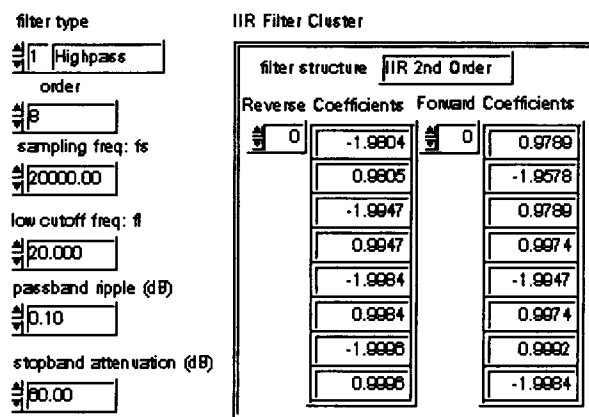 filter type
1 Highpass
order
8
sampling freq: fs
20000.00
low cutoff freq: fl
20.000
passband ripple (dB)
0.10
stopband attenuation (dB)
60.00
IIR Filter Cluster
filter structure IIR 2nd Order
Reverse Coefficients Forward Coefficients
0 -1.9804 0 0.9789
0.9805 -1.9578
-1.9947 0.9789
0.9947 0.9974
-1.9984 -1.9947
0.9984 0.9974
-1.9996 0.9992
0.9996 -1.9984